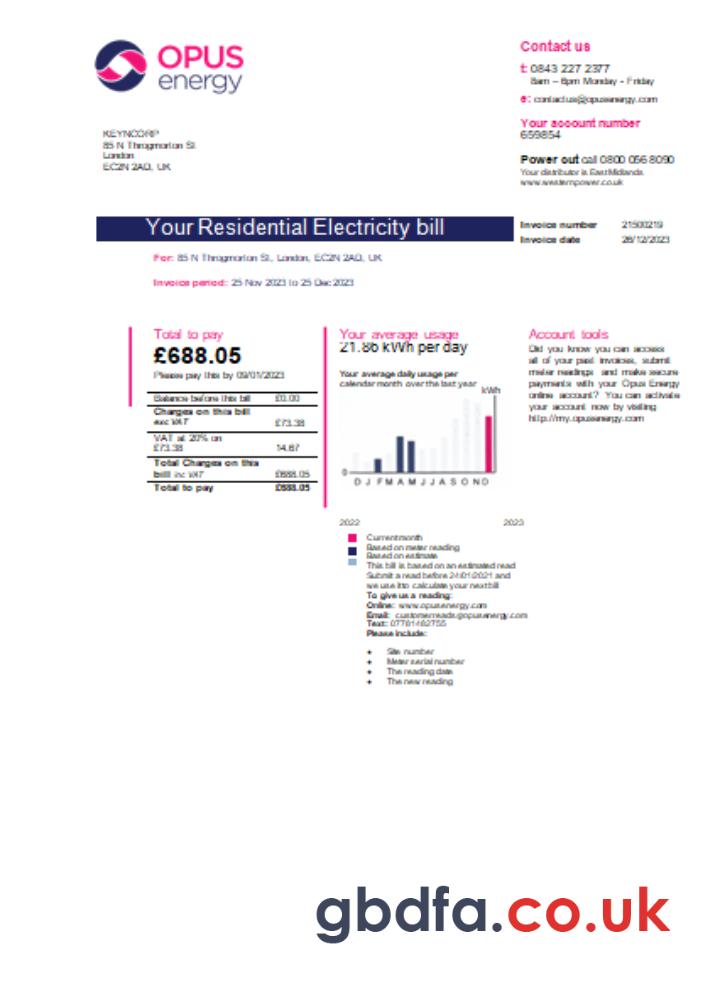 OPUS
energy
Contact us
t: 0843 227 2377
8am – 6pm Monday - Friday
e: contactus@opusenergy.com
Your account number
659854
KEYNCORP
85 N Throgmorton St.
London
EC2N 2AD, UK
Power out call 0800 056 8090
Your distributor is East Midlands
www.westernpower.co.uk
Your Residential Electricity bill
Invoice number 21500219
Invoice date 26/12/2023
For: 85 N Throgmorton St., London, EC2N 2AD, UK
Invoice period: 25 Nov 2023 to 25 Dec 2023
Total to pay
£688.05
Please pay this by 09/01/2023
Balance before this bill £0.00
Charges on this bill
exc VAT £73.38
VAT at 20% on
£73.38 14.67
Total Charges on this
bill inc VAT £688.05
Total to pay £688.05
Your average usage
21.86 kWh per day
Your average daily usage per
calendar month over the last year
kWh
0
D J F M A M J J A S O N D
2022 2023
Current month
Based on meter reading
Based on estimate
This bill is based on an estimated read
Submit a read before 24/01/2021 and
we use it to calculate your next bill
To give us a reading:
Online: www.opusenergy.com
Email: customerreads@opusenergy.com
Text: 07781482755
Please include:
• Site number
• Meter serial number
• The reading date
• The new reading
Account tools
Did you know you can access
all of your past invoices, submit
meter readings and make secure
payments with your Opus Energy
online account? You can activate
your account now by visiting
http://my.opusenergy.com
gbdfa.co.uk